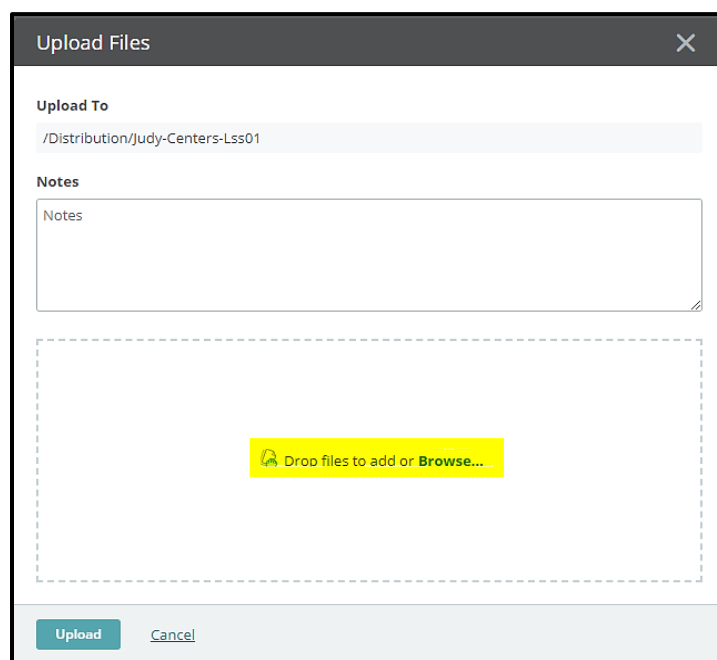 Upload Files
Upload To
/Distribution/Judy-Centers-Lss01
Notes
Notes
Drop files to add or Browse...
Upload Cancel